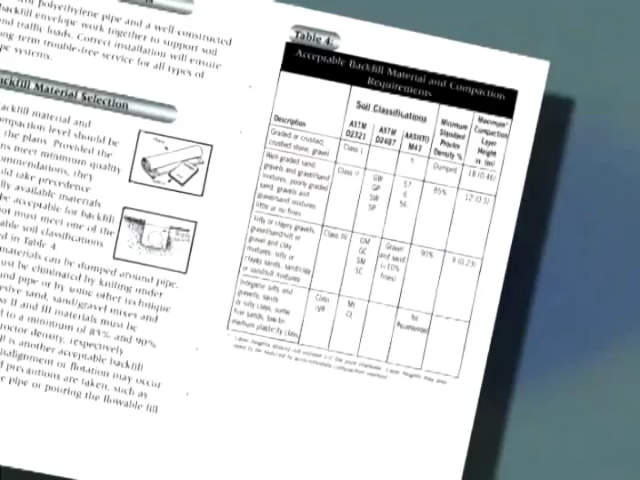 polyethylene pipe and a well constructed
backfill envelope work together to support soil
and traffic loads. Correct installation will ensure
long-term trouble-free service for all types of
pipe systems.
Backfill Material Selection
Backfill material and
compaction level should be
the plans. Provided the
meet minimum quality
recommendations, they
should take precedence
available materials
be acceptable for backfill
must meet one of the
soil classifications
in Table 4
materials can be dumped around pipe.
must be eliminated by knifing under
and pipe or by some other technique
sand, sand/gravel mixes and
II and III materials must be
to a minimum of 85% and 90%
Proctor density, respectively
is another acceptable backfill
misalignment or flotation may occur
precautions are taken, such as
pipe or pouring the flowable fill
Table 4:
Acceptable Backfill Material and Compaction
Requirements
Soil Classifications
Description
ASTM
D2321
ASTM
D2487
AASHTO
M43
Minimum
Standard
Proctor
Density %
Maximum*
Compaction
Layer
Height
in. (m)
Graded or crushed,
crushed stone, gravel
Class I
5
Dumped
18 (0.46)
Well graded sand,
gravels and gravel/sand
mixtures, poorly graded
sand, gravels and
gravel/sand mixtures,
little or no fines
Class II
GW
GP
SW
SP
57
6
56
85%
12 (0.3)
Silty or clayey gravels,
gravel/sand/silt or
gravel and clay
mixtures, silty or
clayey sands, sand/clay
or sand/silt mixtures
Class III
GM
GC
SM
SC
Gravel
and sand
(<10%
fines)
90%
9 (0.23)
Inorganic silts and
gravelly, sandy
or silty clays, some
fine sands, low to
medium plasticity clays
Class
IVA
ML
CL
Not
Recommended